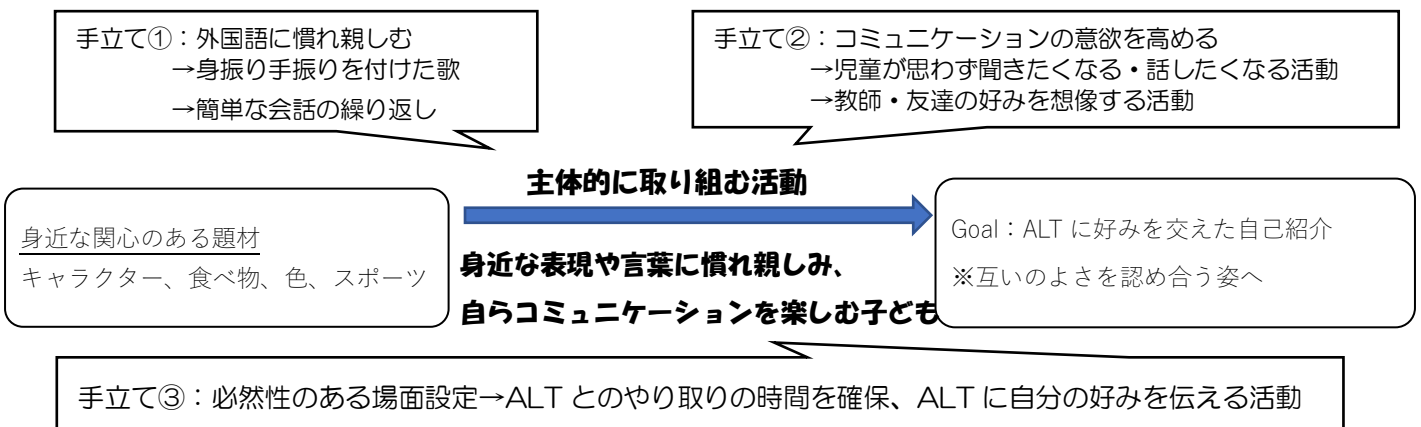 手立て①：外国語に慣れ親しむ
→身振り手振りを付けた歌
→簡単な会話の繰り返し
手立て②：コミュニケーションの意欲を高める
→児童が思わず聞きたくなる・話したくなる活動
→教師・友達の好みを想像する活動
主体的に取り組む活動
身近な関心のある題材
キャラクター、食べ物、色、スポーツ
身近な表現や言葉に慣れ親しみ、
自らコミュニケーションを楽しむ子ども
Goal：ALT に好みを交えた自己紹介
※互いのよさを認め合う姿へ
手立て③：必然性のある場面設定→ALT とのやり取りの時間を確保、ALT に自分の好みを伝える活動